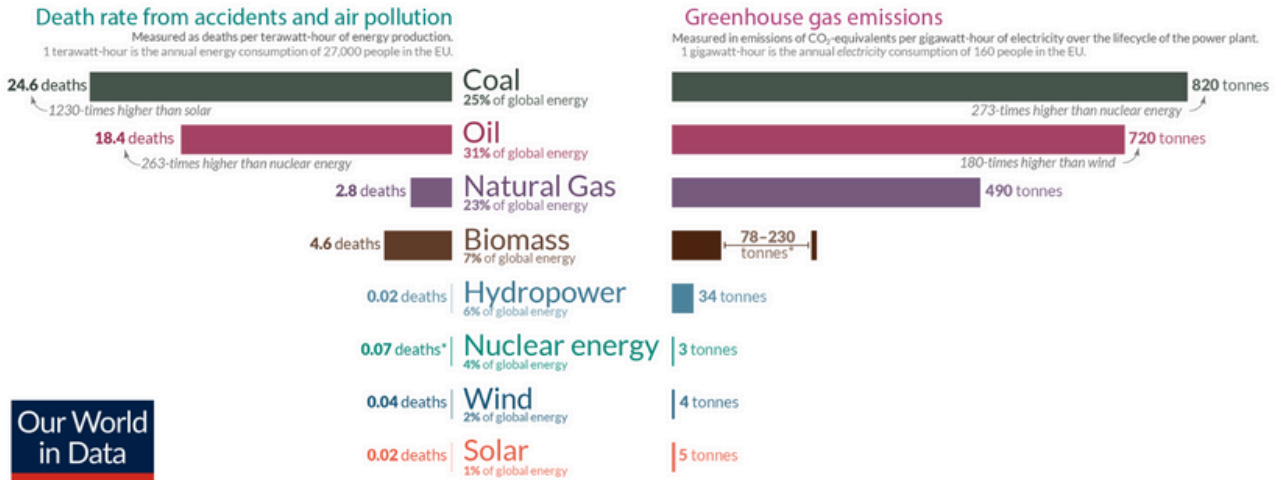 Death rate from accidents and air pollution
Measured as deaths per terawatt-hour of energy production.
1 terawatt-hour is the annual energy consumption of 27,000 people in the EU.
Greenhouse gas emissions
Measured in emissions of CO₂-equivalents per gigawatt-hour of electricity over the lifecycle of the power plant.
1 gigawatt-hour is the annual electricity consumption of 160 people in the EU.
24.6 deaths
1230-times higher than solar
Coal
25% of global energy
820 tonnes
273-times higher than nuclear energy
18.4 deaths
263-times higher than nuclear energy
Oil
31% of global energy
720 tonnes
180-times higher than wind
2.8 deaths
Natural Gas
23% of global energy
490 tonnes
4.6 deaths
Biomass
7% of global energy
78–230
tonnes*
0.02 deaths
Hydropower
6% of global energy
34 tonnes
0.07 deaths*
Nuclear energy
4% of global energy
3 tonnes
0.04 deaths
Wind
2% of global energy
4 tonnes
0.02 deaths
Solar
1% of global energy
5 tonnes
Our World
in Data